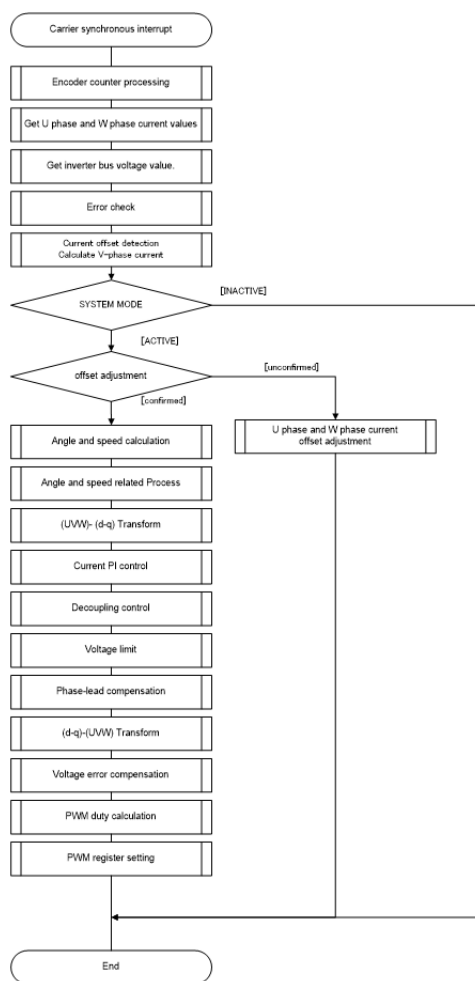 Carrier synchronous interrupt
Encoder counter processing
Get U phase and W phase current values
Get inverter bus voltage value.
Error check
Current offset detection
Calculate V-phase current
[INACTIVE]
SYSTEM MODE
[ACTIVE]
[unconfirmed]
offset adjustment
[confirmed]
U phase and W phase current
offset adjustment
Angle and speed calculation
Angle and speed related Process
(UVW)- (d-q) Transform
Current PI control
Decoupling control
Voltage limit
Phase-lead compensation
(d-q)-(UVW) Transform
Voltage error compensation
PWM duty calculation
PWM register setting
End